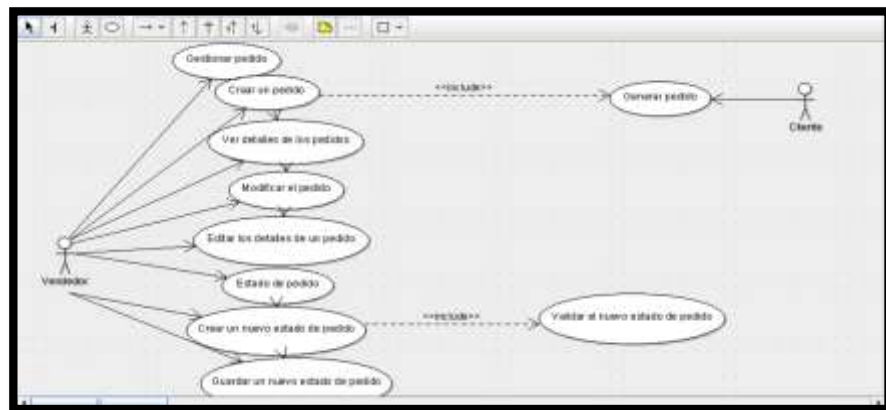 Gestionar pedido
Crear un pedido
<<include>>
Generar pedido
Cliente
Ver detalles de los pedidos
Modificar el pedido
Editar los detalles de un pedido
Vendedor
Estado de pedido
Crear un nuevo estado de pedido
<<include>>
Validar el nuevo estado de pedido
Guardar un nuevo estado de pedido